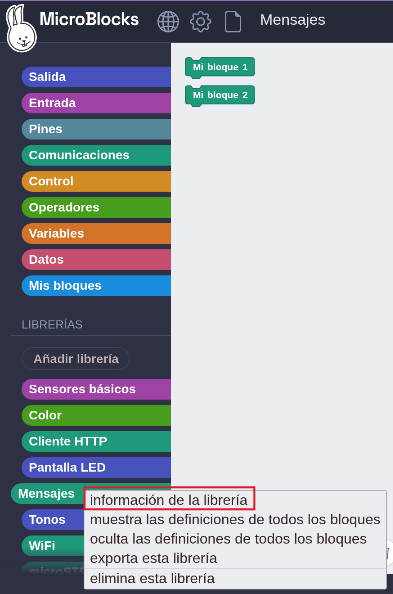 MicroBlocks
Mensajes
Mi bloque 1
Mi bloque 2
Salida
Entrada
Pines
Comunicaciones
Control
Operadores
Variables
Datos
Mis bloques
LIBRERÍAS
Añadir librería
Sensores básicos
Color
Cliente HTTP
Pantalla LED
Mensajes
Tonos
WiFi
información de la librería
muestra las definiciones de todos los bloques
oculta las definiciones de todos los bloques
exporta esta librería
elimina esta librería